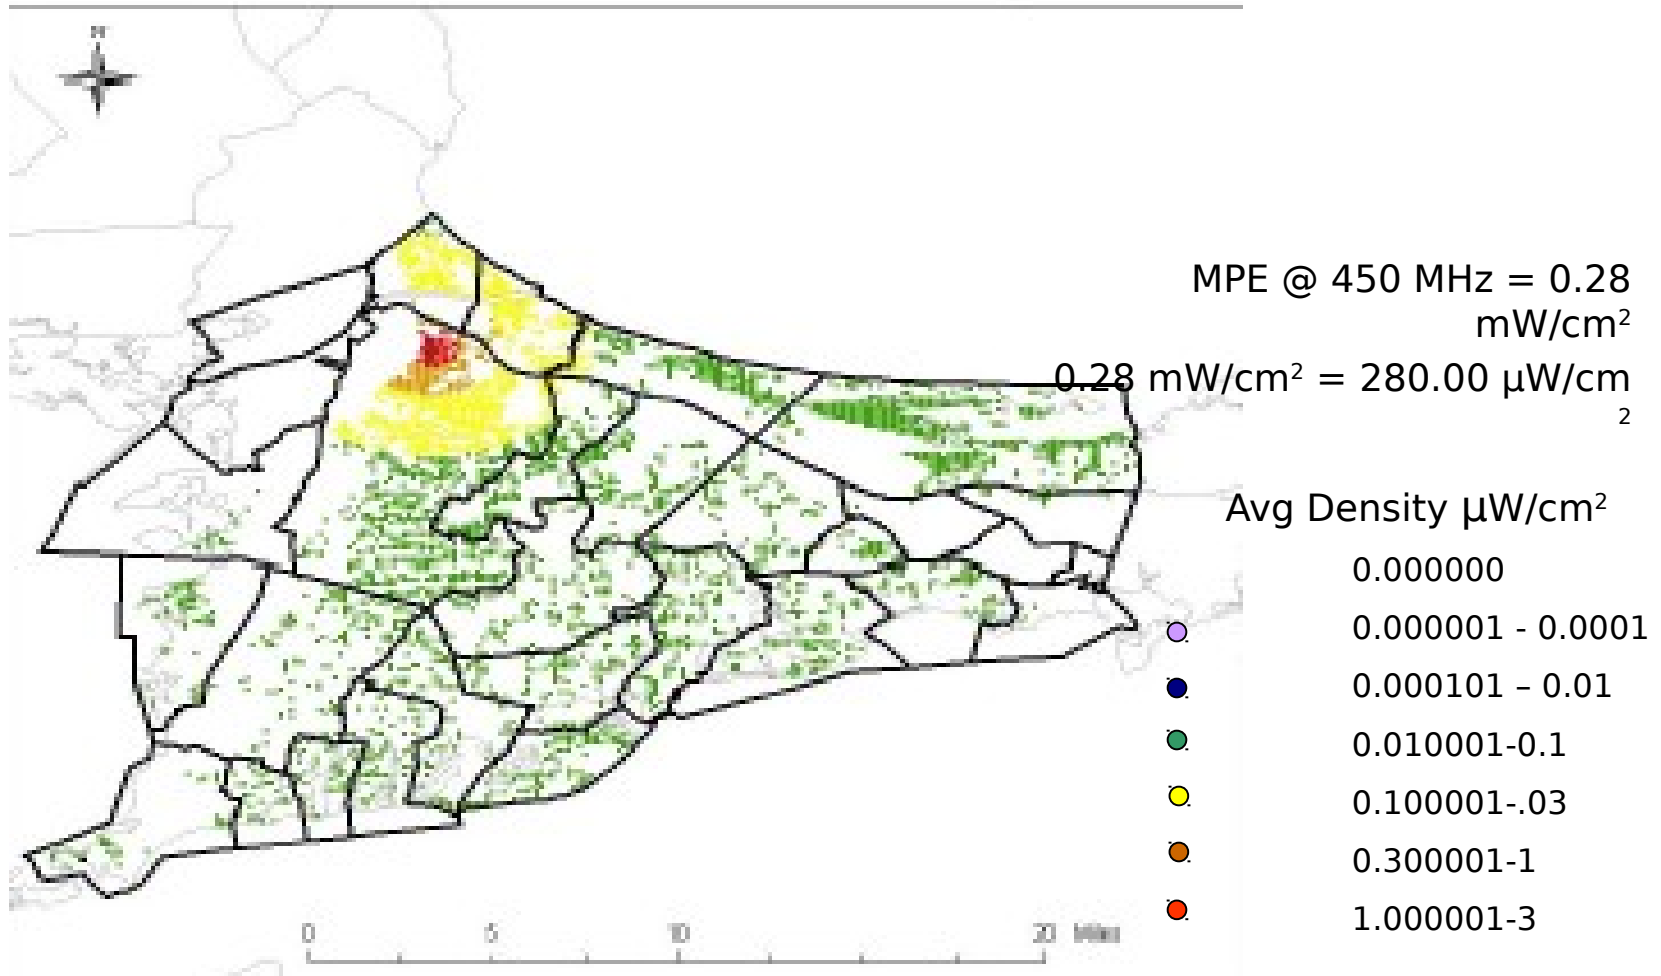 N
MPE @ 450 MHz = 0.28
mW/cm²
0.28 mW/cm² = 280.00 µW/cm
2
Avg Density µW/cm²
0.000000
0.000001 - 0.0001
0.000101 – 0.01
0.010001-0.1
0.100001-.03
0.300001-1
1.000001-3
0 5 10 20 Miles